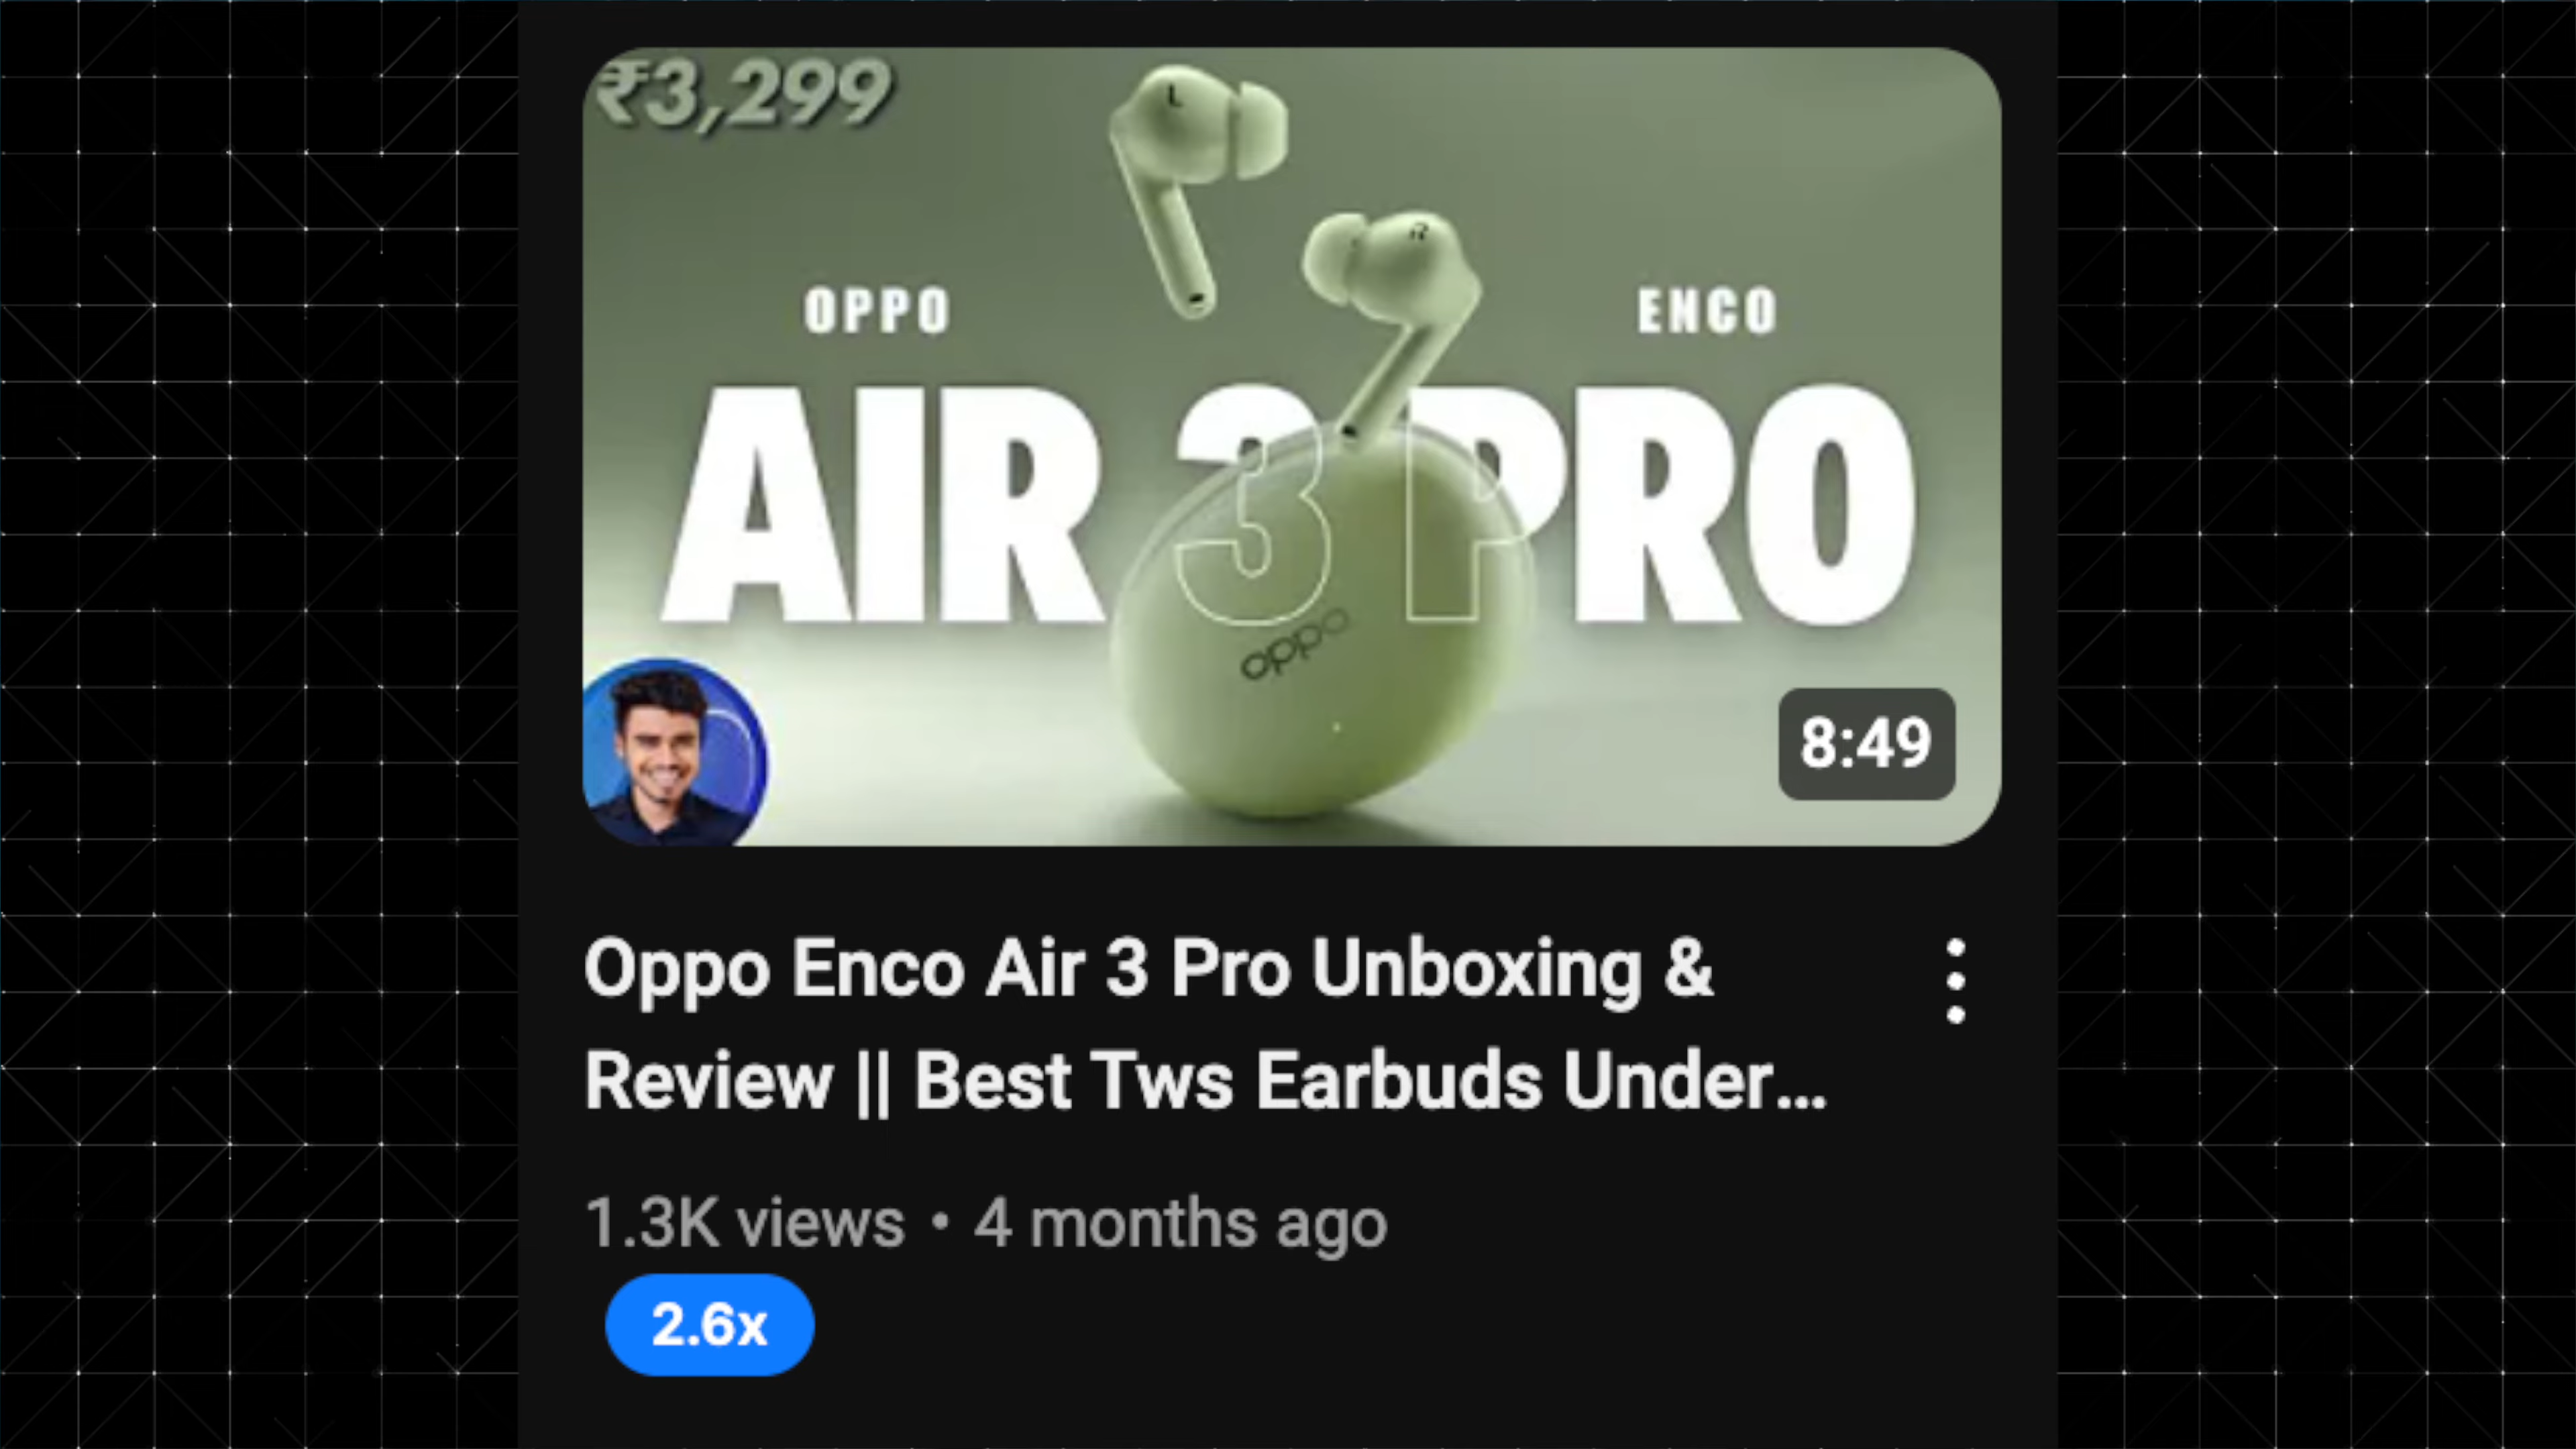 ₹3,299
L
R
OPPO
ENCO
AIR 3 PRO
oppo
8:49
Oppo Enco Air 3 Pro Unboxing &
Review || Best Tws Earbuds Under...
1.3K views • 4 months ago
2.6x